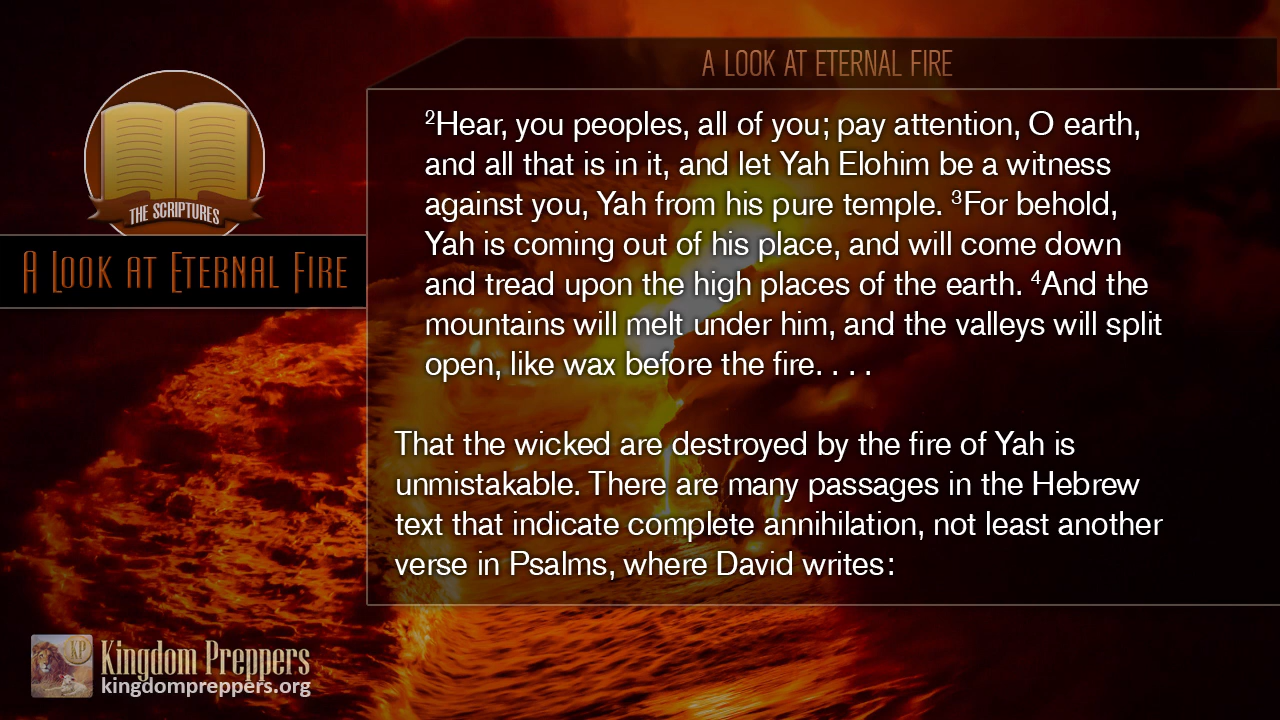 A LOOK AT ETERNAL FIRE
THE SCRIPTURES
A LOOK AT ETERNAL FIRE
²Hear, you peoples, all of you; pay attention, O earth,
and all that is in it, and let Yah Elohim be a witness
against you, Yah from his pure temple. ³For behold,
Yah is coming out of his place, and will come down
and tread upon the high places of the earth. ⁴And the
mountains will melt under him, and the valleys will split
open, like wax before the fire. . . .
That the wicked are destroyed by the fire of Yah is
unmistakable. There are many passages in the Hebrew
text that indicate complete annihilation, not least another
verse in Psalms, where David writes:
KP
Kingdom Preppers
kingdompreppers.org